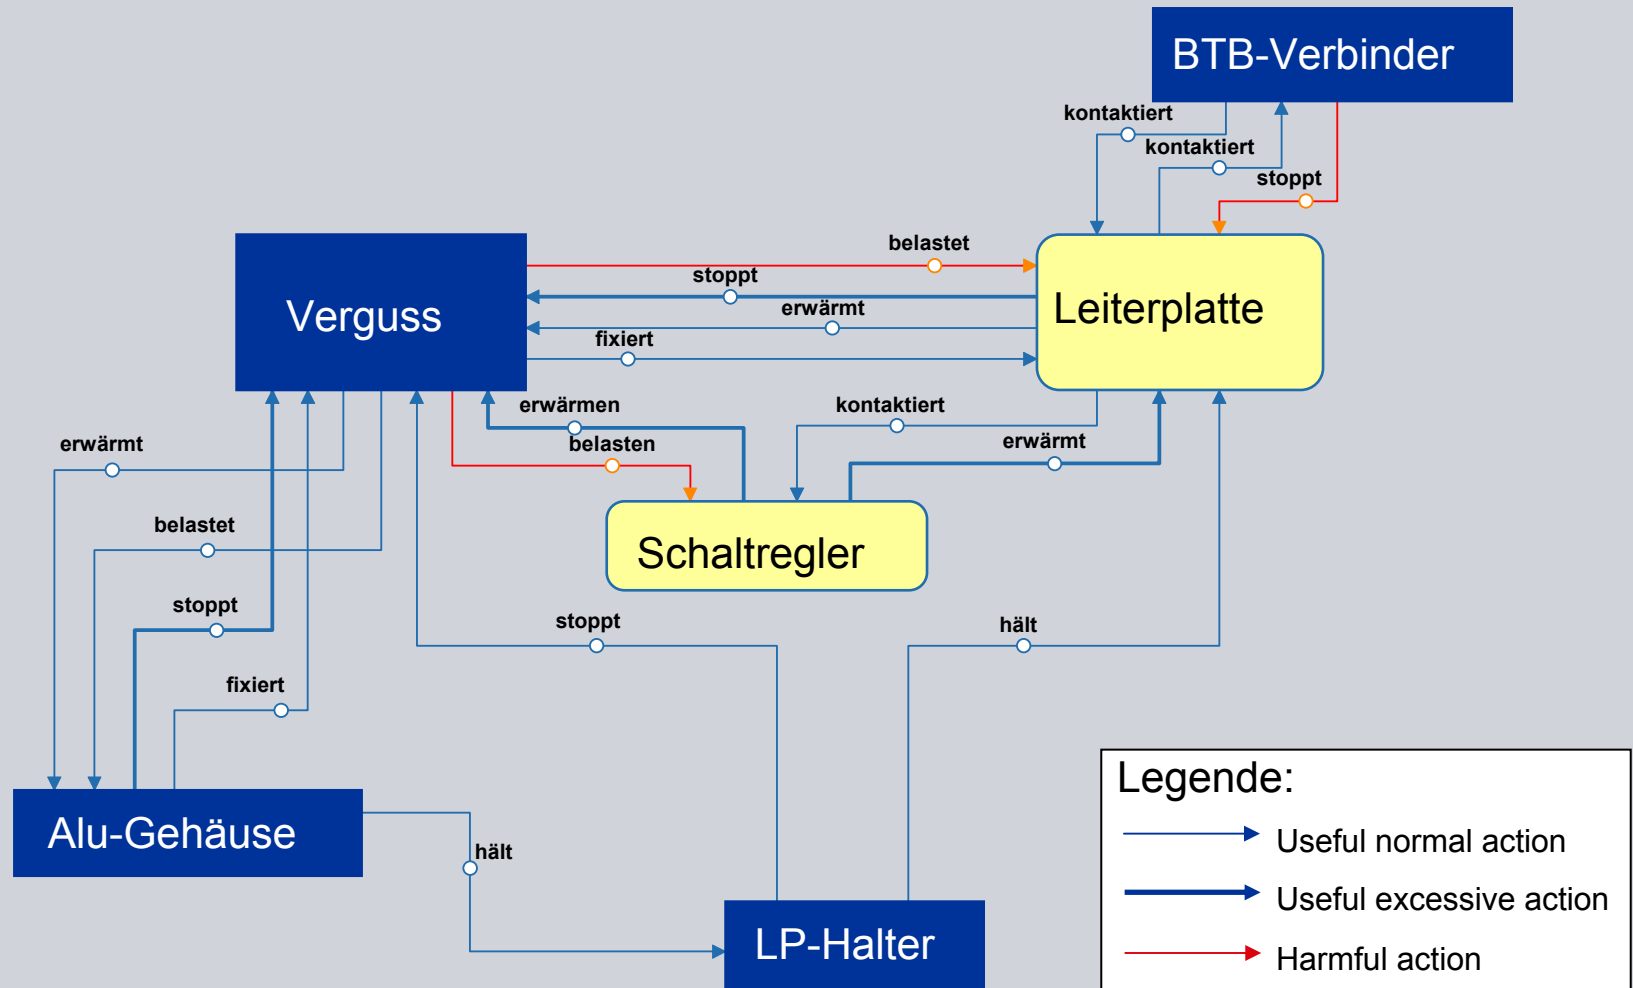 BTB-Verbinder
kontaktiert
kontaktiert
stoppt
belastet
stoppt
erwärmt
fixiert
Verguss
Leiterplatte
erwärmen
belasten
kontaktiert
erwärmt
erwärmt
belastet
Schaltregler
stoppt
stoppt
hält
fixiert
Alu-Gehäuse
hält
LP-Halter
Legende:
Useful normal action
Useful excessive action
Harmful action